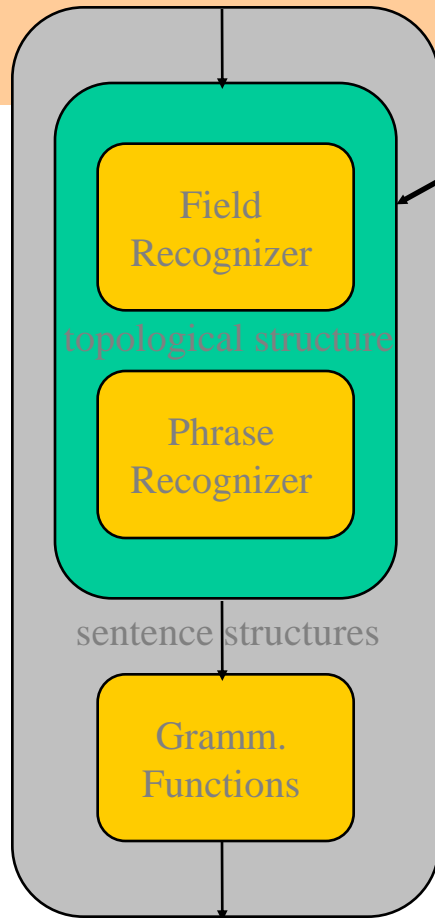 Field
Recognizer
topological structure
Phrase
Recognizer
sentence structures
Gramm.
Functions